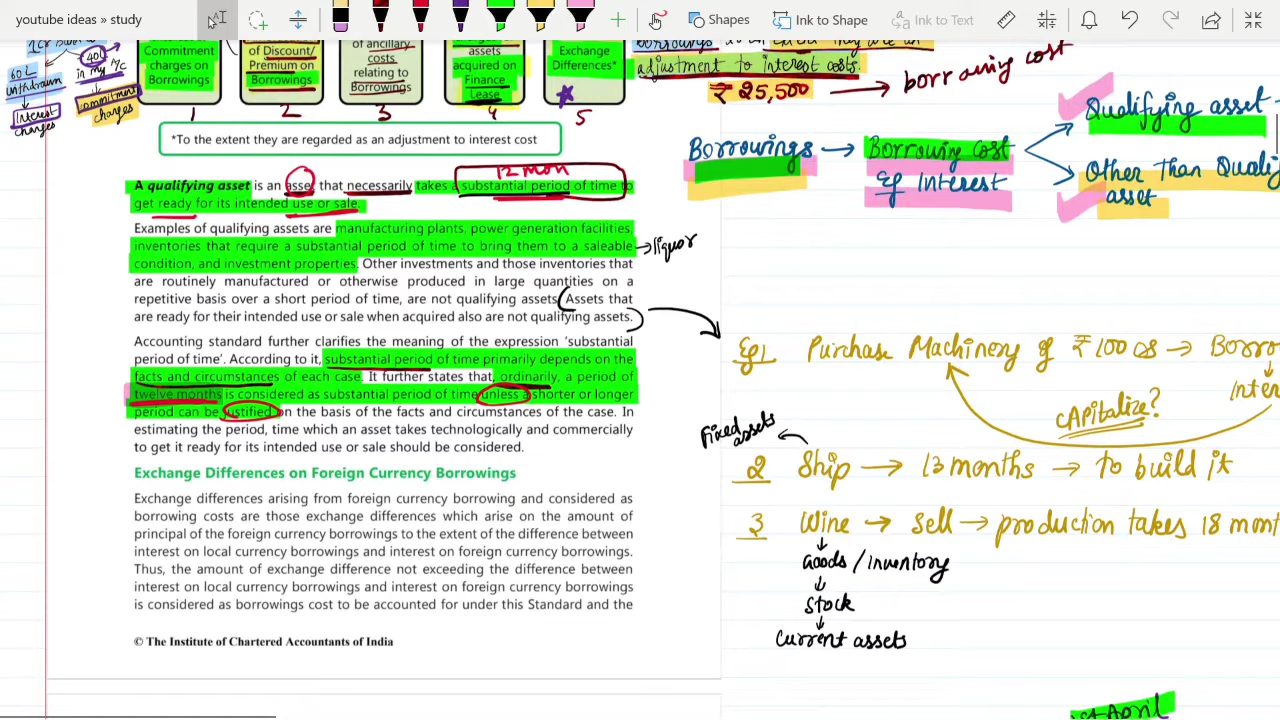 youtube ideas » study
Shapes
Ink to Shape
Ink to Text
60 L
withdrawn
Interest
charges
40L
in my A/c
commitment
charges
Commitment
charges on
Borrowings
1
of Discount/
Premium on
Borrowings
2
of ancillary
costs
relating to
Borrowings
3
assets
acquired on
Finance
Lease
4
Exchange
Differences*
5
*To the extent they are regarded as an adjustment to interest cost
12 mon
A qualifying asset is an asset that necessarily takes a substantial period of time to
get ready for its intended use or sale.
Examples of qualifying assets are manufacturing plants, power generation facilities,
inventories that require a substantial period of time to bring them to a saleable
condition, and investment properties. Other investments and those inventories that
are routinely manufactured or otherwise produced in large quantities on a
repetitive basis over a short period of time, are not qualifying assets. Assets that
are ready for their intended use or sale when acquired also are not qualifying assets.
liquor
Accounting standard further clarifies the meaning of the expression 'substantial
period of time'. According to it, substantial period of time primarily depends on the
facts and circumstances of each case. It further states that, ordinarily, a period of
twelve months is considered as substantial period of time unless a shorter or longer
period can be justified on the basis of the facts and circumstances of the case. In
estimating the period, time which an asset takes technologically and commercially
to get it ready for its intended use or sale should be considered.
Exchange Differences on Foreign Currency Borrowings
Exchange differences arising from foreign currency borrowing and considered as
borrowing costs are those exchange differences which arise on the amount of
principal of the foreign currency borrowings to the extent of the difference between
interest on local currency borrowings and interest on foreign currency borrowings.
Thus, the amount of exchange difference not exceeding the difference between
interest on local currency borrowings and interest on foreign currency borrowings
is considered as borrowings cost to be accounted for under this Standard and the
© The Institute of Chartered Accountants of India
adjustment to interest costs.
₹ 25,500 → borrowing cost
Borrowings → Borrowing cost
Eg Interest
Qualifying asset
Other Than
asset
Eg1 Purchase Machinery of ₹ 100 →
CApitalize?
Fixed assets
2 Ship → 13 months → to build it
3 Wine → Sell → production takes 18
Goods / Inventory
Stock
Current assets
April